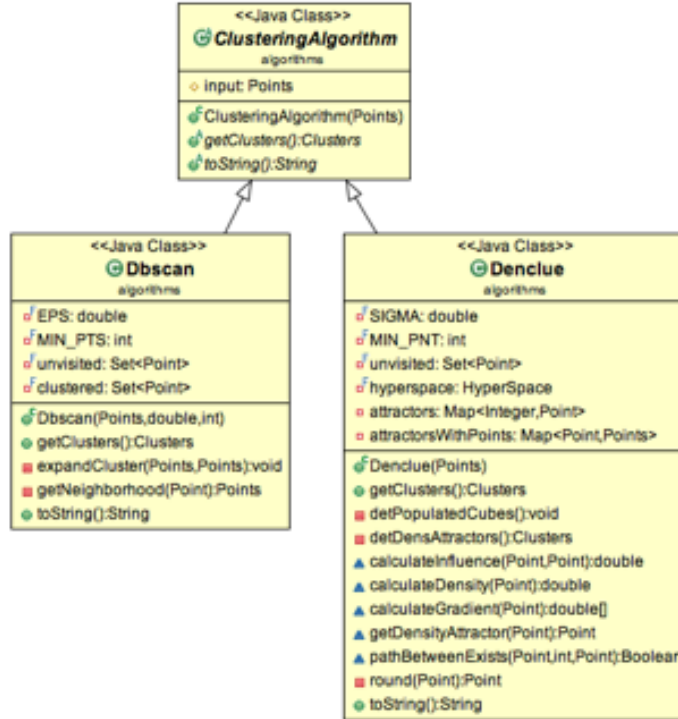 <<Java Class>>
ClusteringAlgorithm
algorithms
input: Points
ClusteringAlgorithm(Points)
getClusters():Clusters
toString():String
<<Java Class>>
Dbscan
algorithms
EPS: double
MIN_PTS: int
unvisited: Set<Point>
clustered: Set<Point>
Dbscan(Points,double,int)
getClusters():Clusters
expandCluster(Points,Points):void
getNeighborhood(Point):Points
toString():String
<<Java Class>>
Denclue
algorithms
SIGMA: double
MIN_PNT: int
unvisited: Set<Point>
hyperspace: HyperSpace
attractors: Map<Integer,Point>
attractorsWithPoints: Map<Point,Points>
Denclue(Points)
getClusters():Clusters
detPopulatedCubes():void
detDensAttractors():Clusters
calculateInfluence(Point,Point):double
calculateDensity(Point):double
calculateGradient(Point):double[]
getDensityAttractor(Point):Point
pathBetweenExists(Point,int,Point):Boolean
round(Point):Point
toString():String